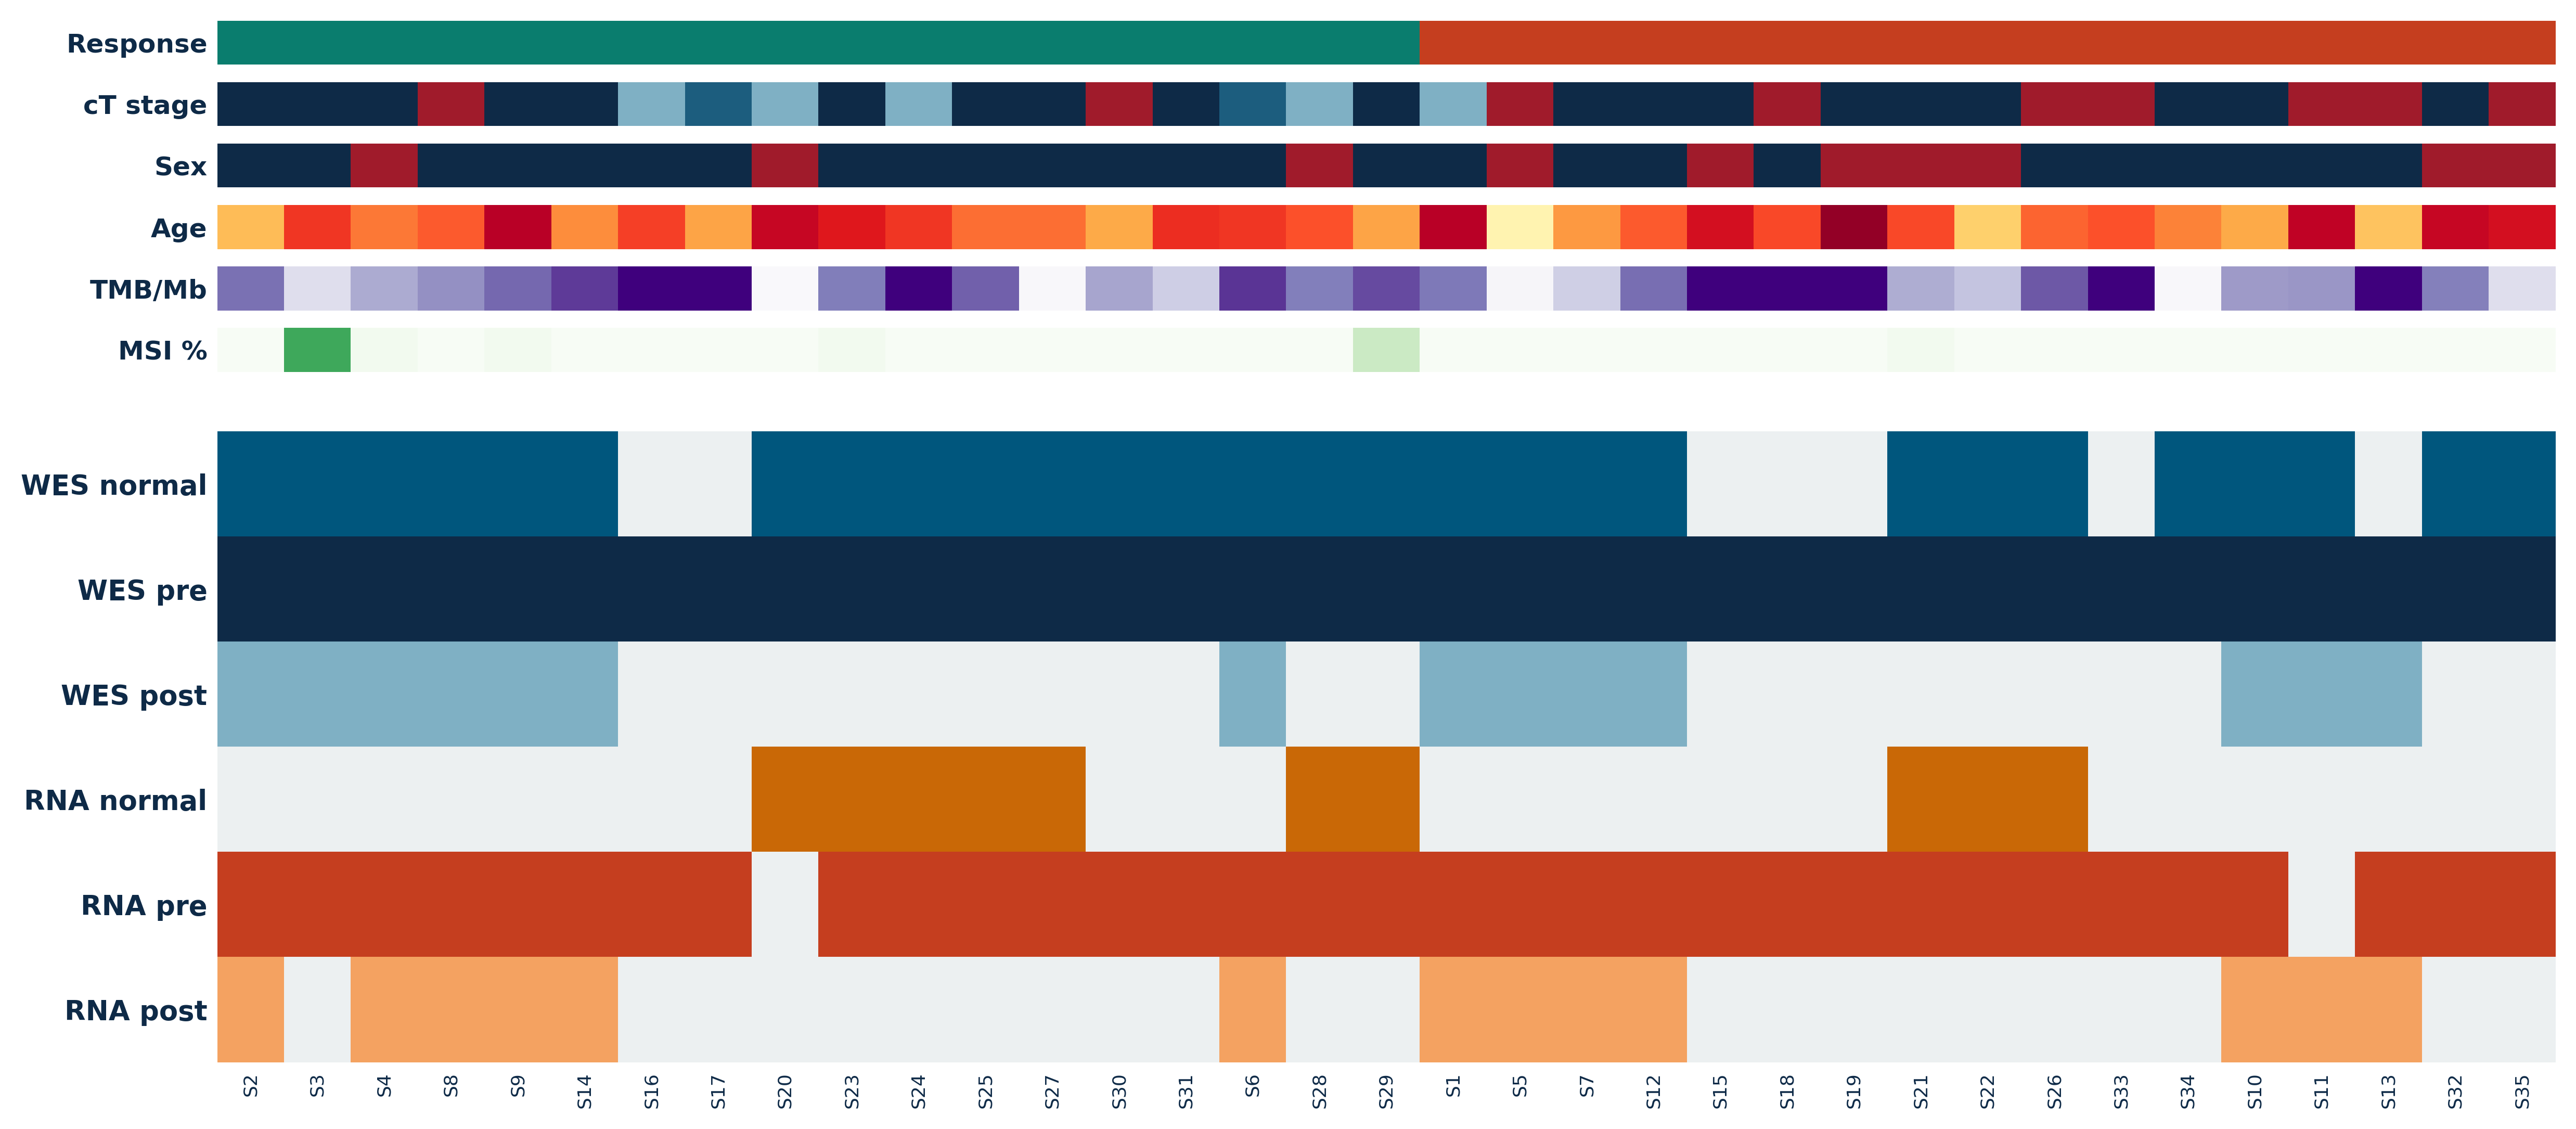 Response
cT stage
Sex
Age
TMB/Mb
MSI %
WES normal
WES pre
WES post
RNA normal
RNA pre
RNA post
S2 S3 S4 S8 S9 S14 S16 S17 S20 S23 S24 S25 S27 S30 S31 S6 S28 S29 S1 S5 S7 S12 S15 S18 S19 S21 S22 S26 S33 S34 S10 S11 S13 S32 S35